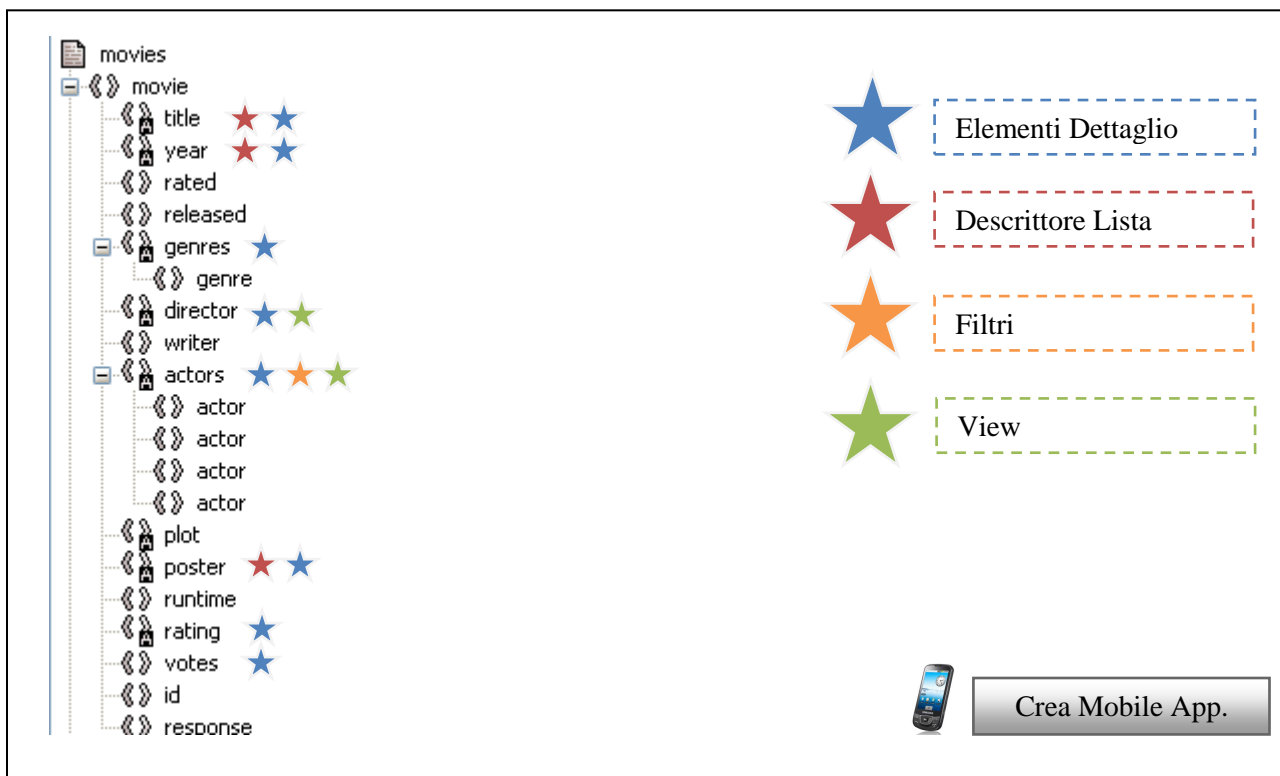 movies
movie
title
year
rated
released
genres
genre
director
writer
actors
actor
actor
actor
actor
plot
poster
runtime
rating
votes
id
response
Elementi Dettaglio
Descrittore Lista
Filtri
View
Crea Mobile App.